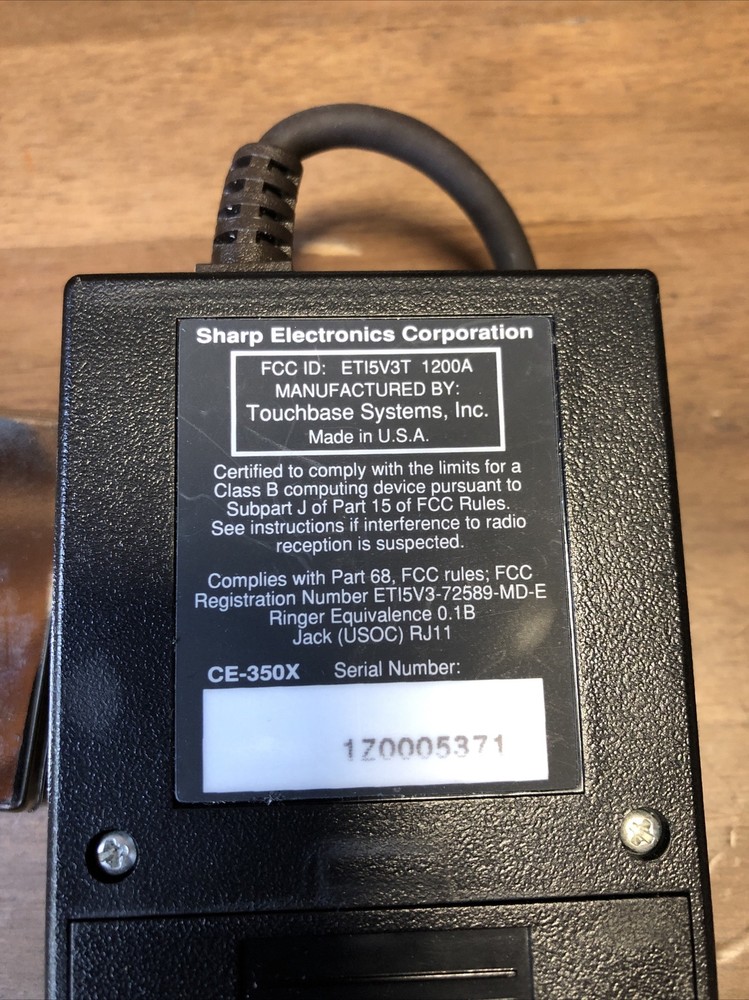 Sharp Electronics Corporation
FCC ID: ETI5V3T 1200A
MANUFACTURED BY:
Touchbase Systems, Inc.
Made in U.S.A.
Certified to comply with the limits for a
Class B computing device pursuant to
Subpart J of Part 15 of FCC Rules.
See instructions if interference to radio
reception is suspected.
Complies with Part 68, FCC rules; FCC
Registration Number ETI5V3-72589-MD-E
Ringer Equivalence 0.1B
Jack (USOC) RJ11
CE-350X Serial Number:
1Z0005371